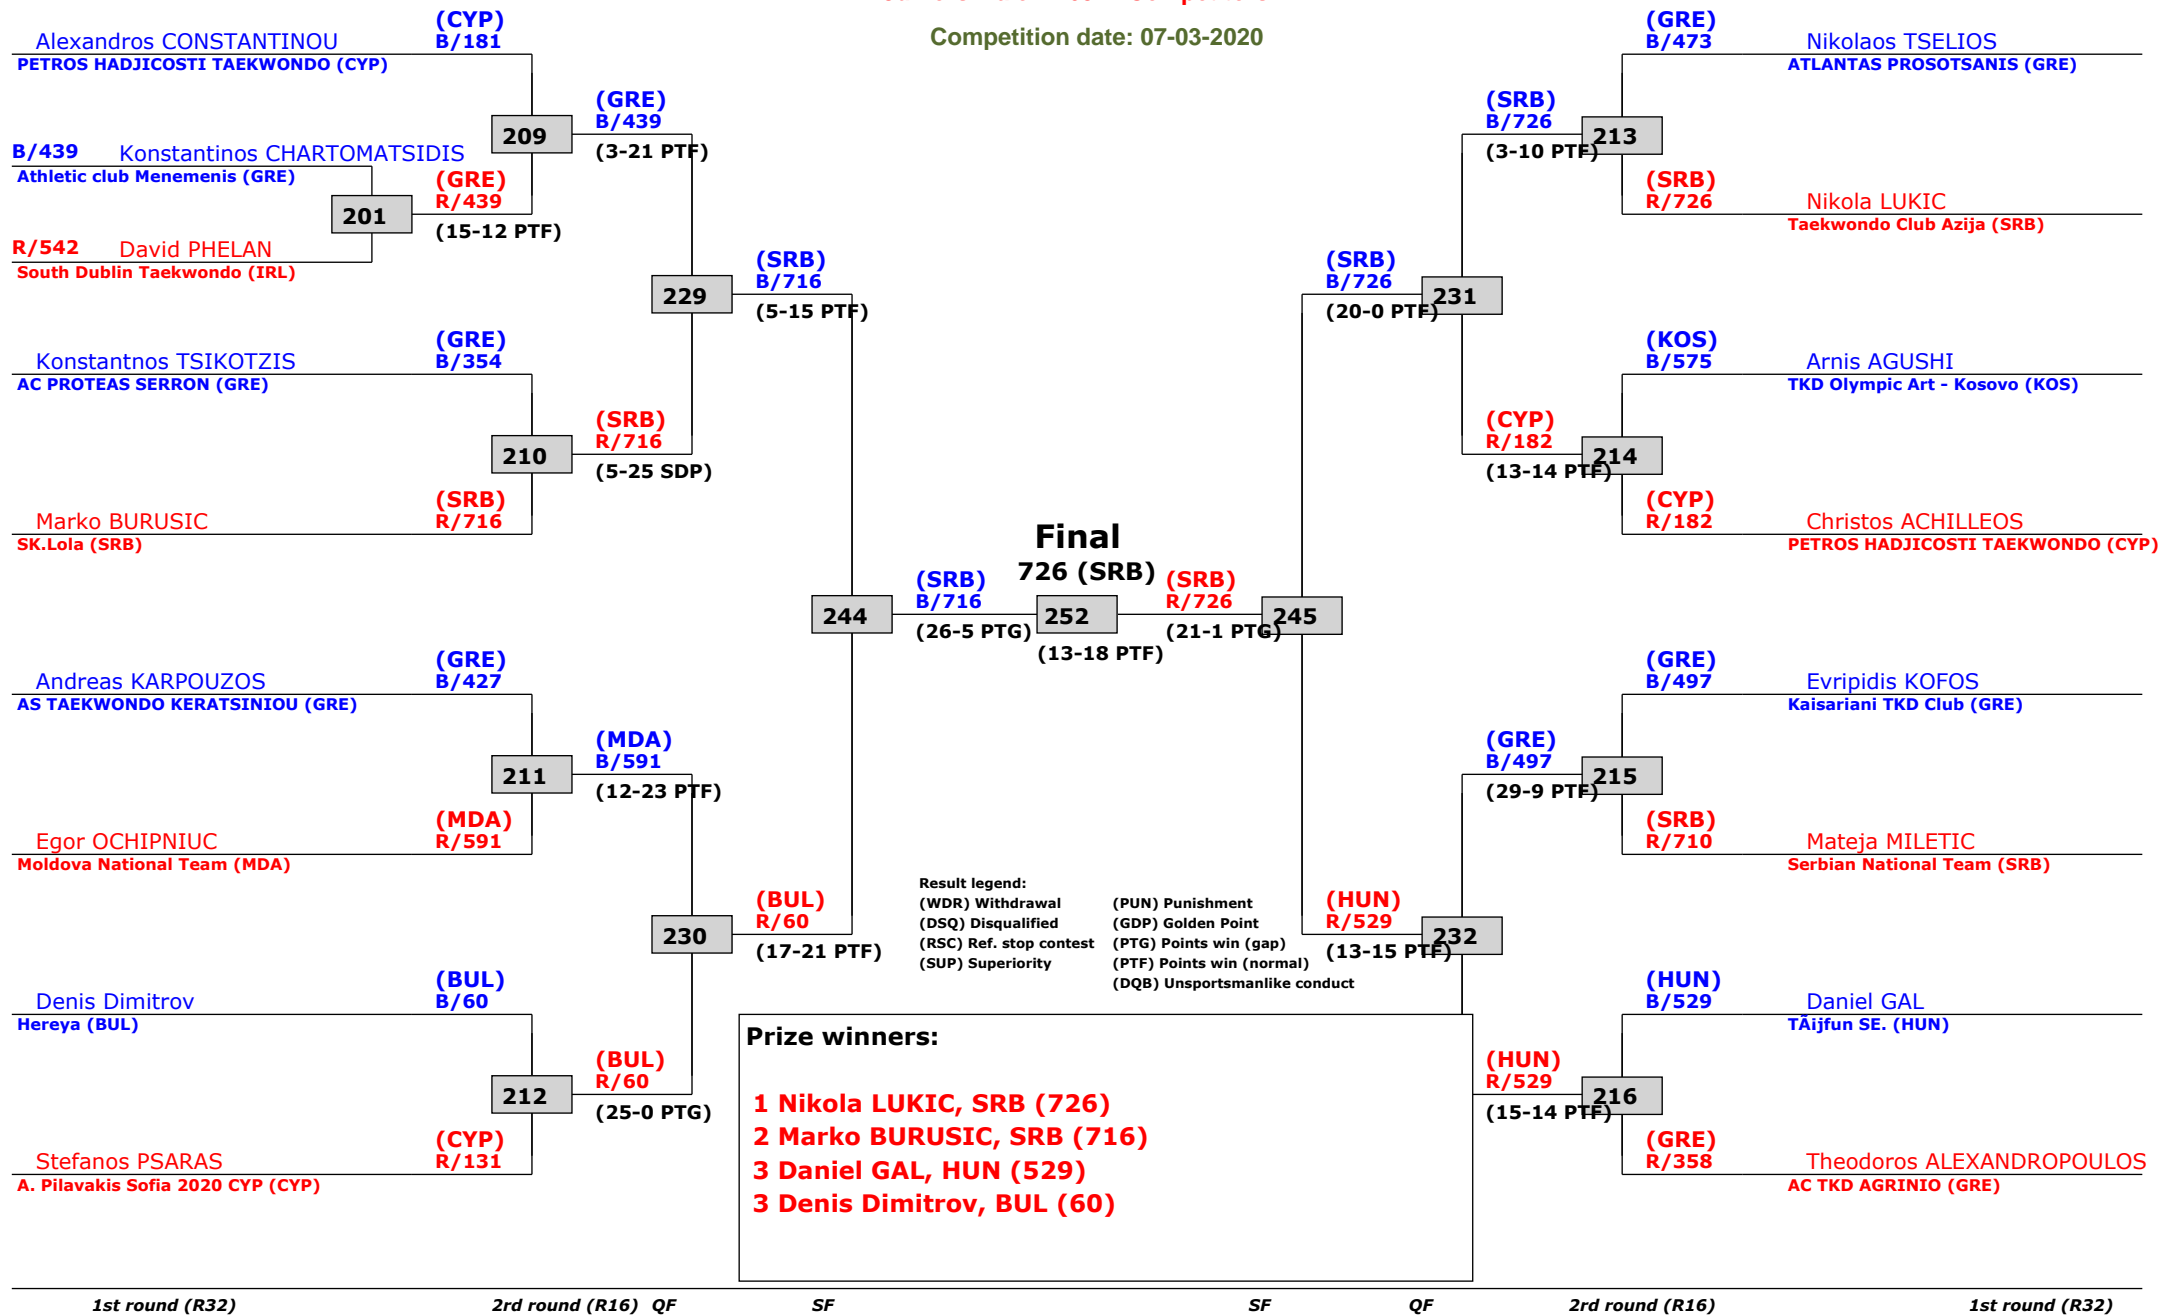 Competition date: 07-03-2020
(CYP)
Alexandros CONSTANTINOU B/181
PETROS HADJICOSTI TAEKWONDO (CYP)
(GRE)
209 B/439
(3-21 PTF)
B/439 Konstantinos CHARTOMATSIDIS
Athletic club Menemenis (GRE)
(GRE)
201 R/439
(15-12 PTF)
R/542 David PHELAN
South Dublin Taekwondo (IRL)
(SRB)
229 B/716
(5-15 PTF)
(GRE)
Konstantnos TSIKOTZIS B/354
AC PROTEAS SERRON (GRE)
(SRB)
210 R/716
(5-25 SDP)
(SRB)
Marko BURUSIC R/716
SK.Lola (SRB)
(SRB)
244 B/716
(26-5 PTG)
(GRE)
Andreas KARPOUZOS B/427
AS TAEKWONDO KERATSINIOU (GRE)
(MDA)
211 B/591
(12-23 PTF)
(MDA)
Egor OCHIPNIUC R/591
Moldova National Team (MDA)
(BUL)
230 R/60
(17-21 PTF)
(BUL)
Denis Dimitrov B/60
Hereya (BUL)
(BUL)
212 R/60
(25-0 PTG)
(CYP)
Stefanos PSARAS R/131
A. Pilavakis Sofia 2020 CYP (CYP)
Final
726 (SRB)
252
(13-18 PTF)
(SRB)
R/726 245
(21-1 PTG)
(GRE)
B/473 Nikolaos TSELIOS
ATLANTAS PROSOTSANIS (GRE)
(SRB)
B/726 213
(3-10 PTF)
(SRB)
R/726 Nikola LUKIC
Taekwondo Club Azija (SRB)
(SRB)
B/726 231
(20-0 PTF)
(KOS)
B/575 Arnis AGUSHI
TKD Olympic Art - Kosovo (KOS)
(CYP)
R/182 214
(13-14 PTF)
(CYP)
R/182 Christos ACHILLEOS
PETROS HADJICOSTI TAEKWONDO (CYP)
(GRE)
B/497 Evripidis KOFOS
Kaisariani TKD Club (GRE)
(GRE)
B/497 215
(29-9 PTF)
(SRB)
R/710 Mateja MILETIC
Serbian National Team (SRB)
(HUN)
R/529 232
(13-15 PTF)
(HUN)
B/529 Daniel GAL
TÃijfun SE. (HUN)
(HUN)
R/529 216
(15-14 PTF)
(GRE)
R/358 Theodoros ALEXANDROPOULOS
AC TKD AGRINIO (GRE)
Result legend:
(WDR) Withdrawal (PUN) Punishment
(DSQ) Disqualified (GDP) Golden Point
(RSC) Ref. stop contest (PTG) Points win (gap)
(SUP) Superiority (PTF) Points win (normal)
(DQB) Unsportsmanlike conduct
Prize winners:
1 Nikola LUKIC, SRB (726)
2 Marko BURUSIC, SRB (716)
3 Daniel GAL, HUN (529)
3 Denis Dimitrov, BUL (60)
1st round (R32) 2rd round (R16) QF SF SF QF 2rd round (R16) 1st round (R32)